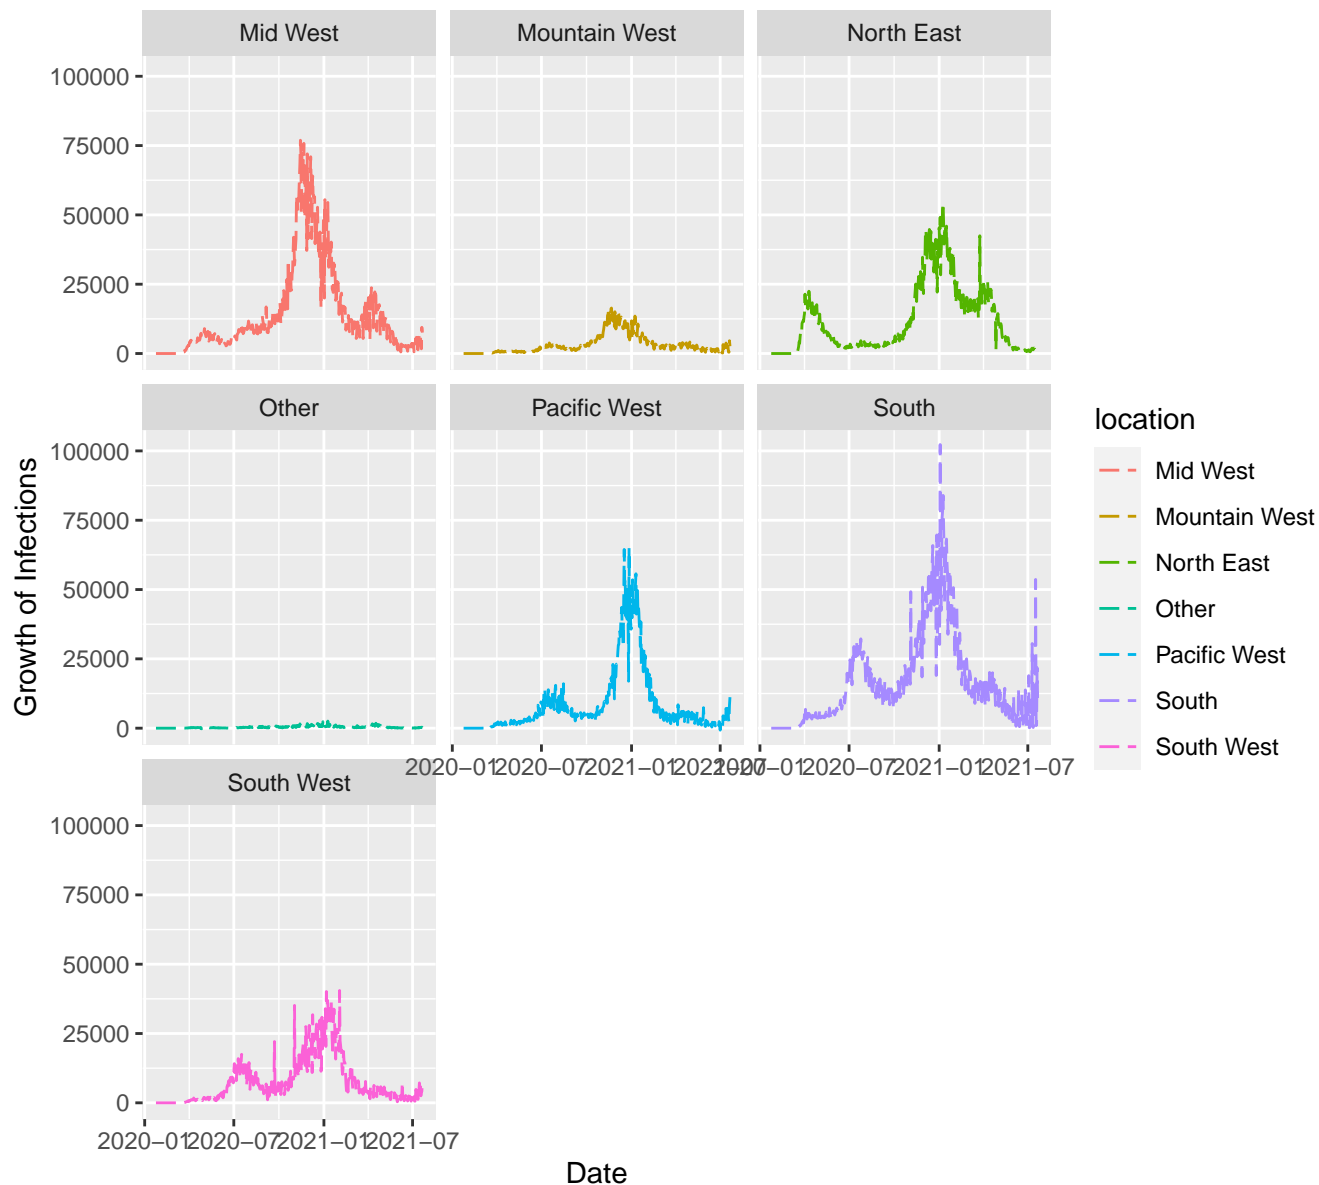 Mid West
Mountain West
North East
100000
75000
50000
25000
0
Other
Pacific West
South
100000
75000
50000
25000
0
2020−01
2020−07
2021−01
2021−07
2020−01
2020−07
2021−01
2021−07
South West
100000
75000
50000
25000
0
2020−01
2020−07
2021−01
2021−07
Date
Growth of Infections
location
Mid West
Mountain West
North East
Other
Pacific West
South
South West